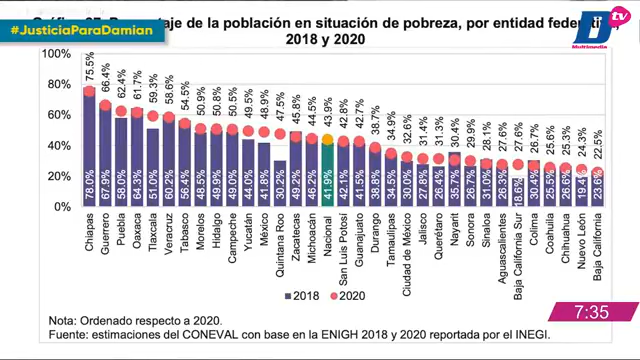 #JusticiaParaDamian
de la población en situación de pobreza, por entidad
2018 y 2020
D
tv
Multimedia
100%
80%
60%
40%
20%
0%
75.5% 66.4% 62.4% 61.7% 59.3% 58.6% 54.5% 50.9% 50.8% 50.5% 49.5% 48.9% 47.5% 45.8% 44.5% 43.9% 42.8% 42.7% 38.7% 34.9% 32.6% 31.4% 31.3% 30.4% 29.9% 28.1% 27.6% 27.6% 26.7% 25.6% 25.3% 24.3% 22.5%
78.0% 67.9% 58.0% 64.3% 51.0% 60.2% 56.4% 48.5% 49.9% 49.0% 44.0% 41.8% 30.2% 49.2% 46.2% 41.9% 42.1% 41.5% 38.8% 34.5% 30.0% 27.8% 26.4% 35.7% 26.7% 31.0% 26.3% 18.6% 30.4% 25.5% 26.6% 19.4% 23.6%
Chiapas Guerrero Puebla Oaxaca Tlaxcala Veracruz Tabasco Morelos Hidalgo Campeche Yucatán México Quintana Roo Zacatecas Michoacán Nacional San Luis Potosí Guanajuato Durango Tamaulipas Ciudad de México Jalisco Querétaro Nayarit Sonora Sinaloa Aguascalientes Baja California Sur Colima Coahuila Chihuahua Nuevo León Baja California
2018 2020
7:35
Nota: Ordenado respecto a 2020.
Fuente: estimaciones del CONEVAL con base en la ENIGH 2018 y 2020 reportada por el INEGI.